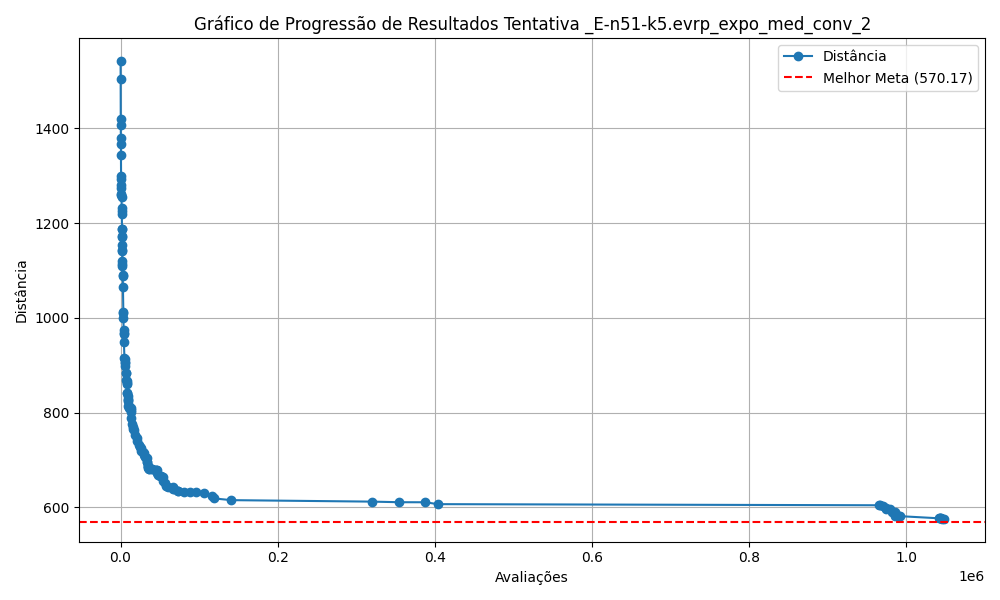 Gráfico de Progressão de Resultados Tentativa _E-n51-k5.evrp_expo_med_conv_2
Distância
Melhor Meta (570.17)
Distância
1400
1200
1000
800
600
0.0 0.2 0.4 0.6 0.8 1.0
1e6
Avaliações